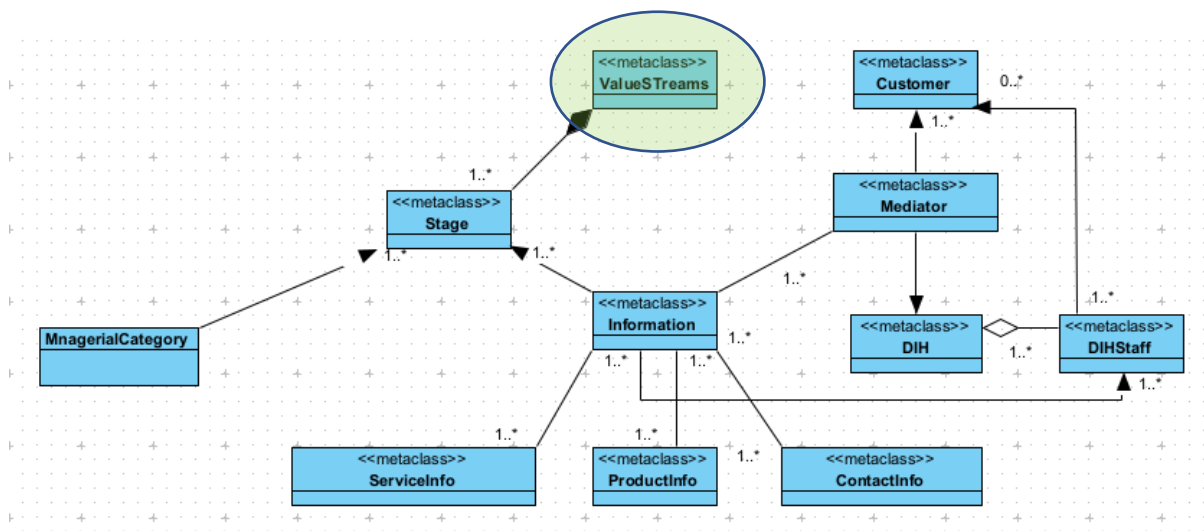 <<metaclass>>
ValueSTreams
<<metaclass>>
Customer
0..*
1..*
1..*
<<metaclass>>
Mediator
<<metaclass>>
Stage
1..*
1..*
1..*
<<metaclass>>
Information
1..*
1..*
1..*
1..*
<<metaclass>>
DIH
1..*
<<metaclass>>
DIHStaff
1..*
MnagerialCategory
1..*
1..*
1..*
1..*
<<metaclass>>
ServiceInfo
<<metaclass>>
ProductInfo
<<metaclass>>
ContactInfo